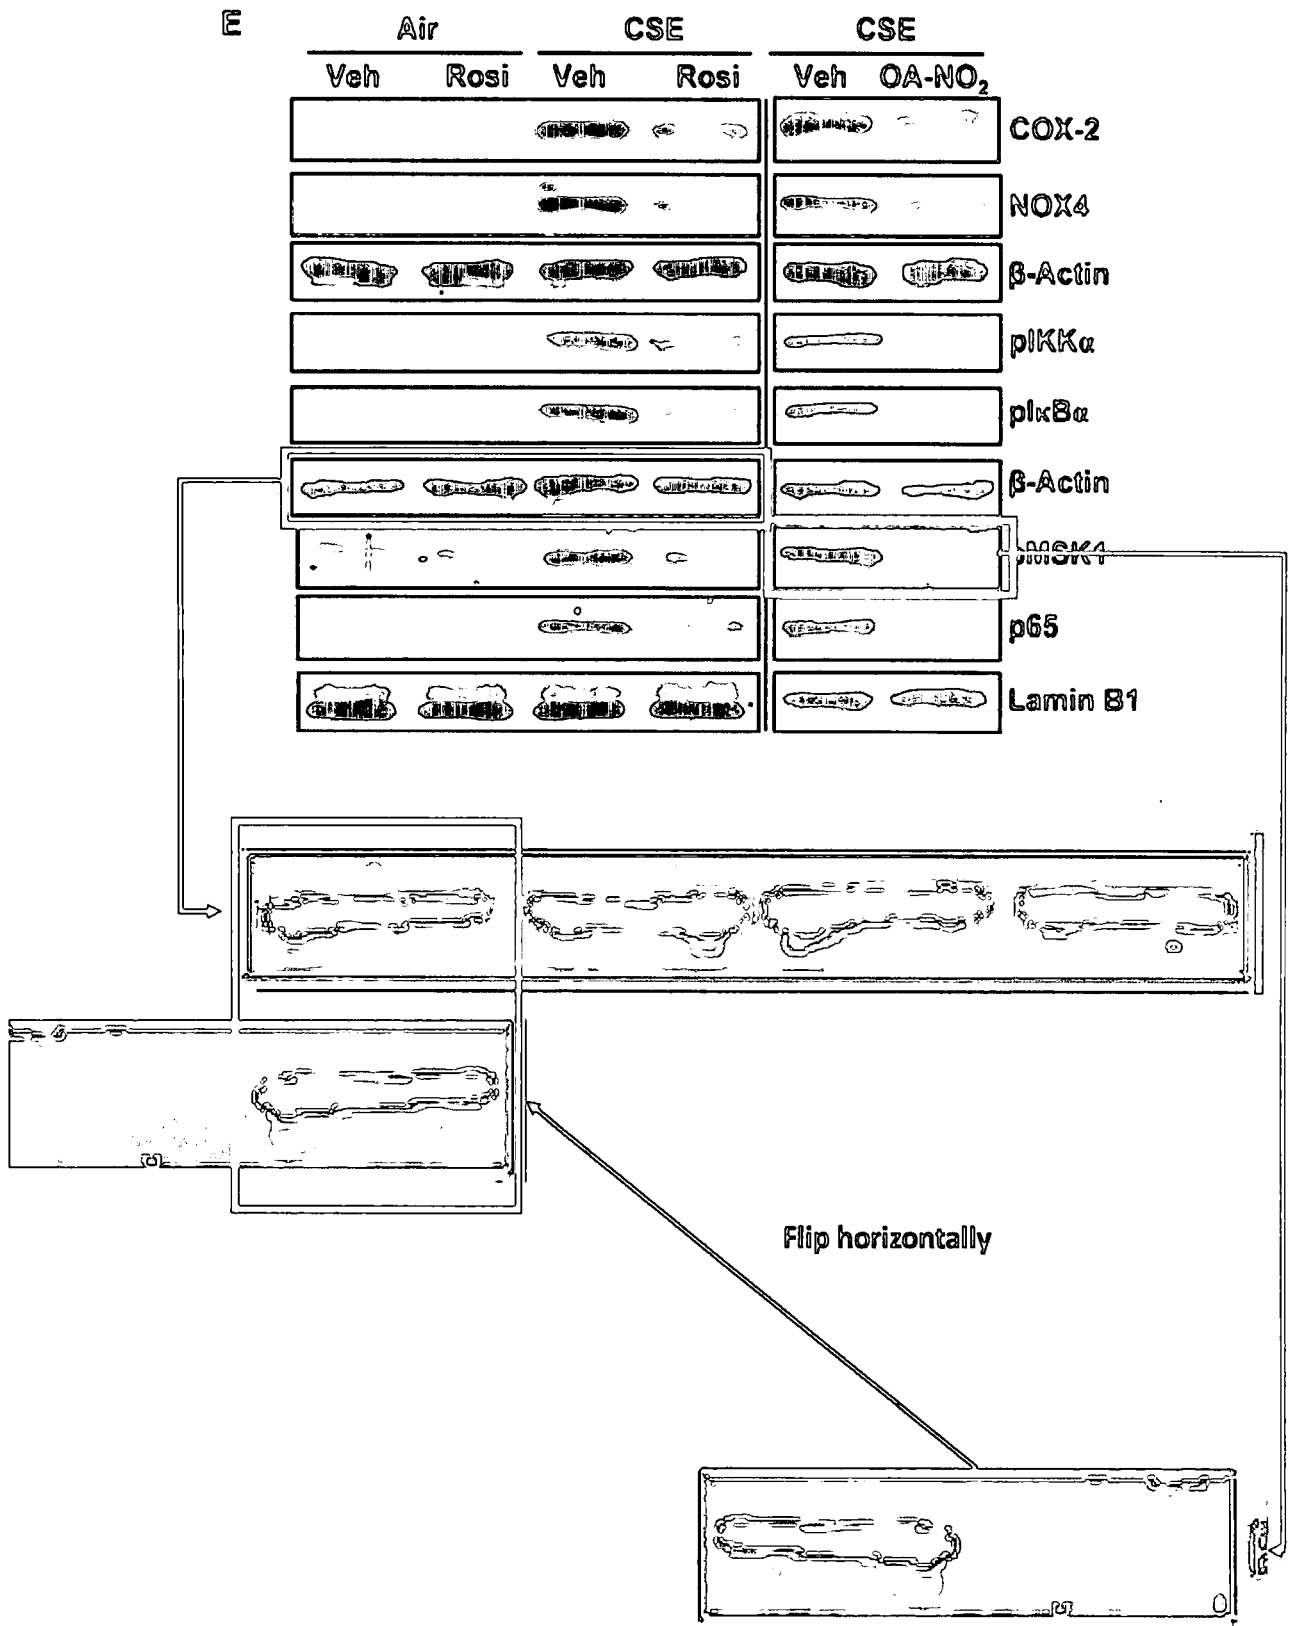 E
Air CSE CSE
Veh Rosi Veh Rosi Veh OA-NO₂
COX-2
NOX4
β-Actin
pIKKα
pIκBα
β-Actin
pMSK1
p65
Lamin B1
Flip horizontally